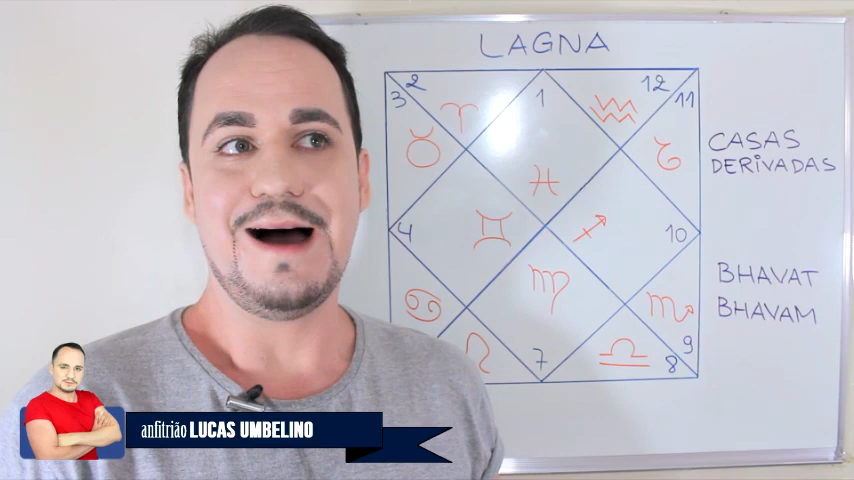 LAGNA
2
3
1
12
11
CASAS
DERIVADAS
4
10
BHAVAT
BHAVAM
7
8
9
anfitrião LUCAS UMBELINO